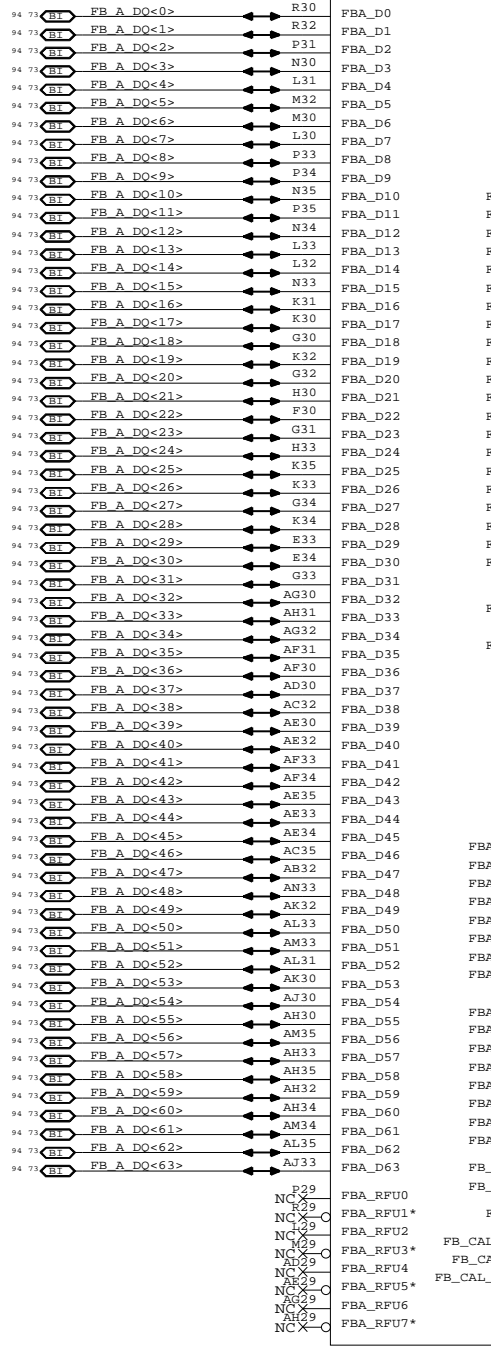 94 73 BI FB_A_DQ<0> R30 FBA_D0
94 73 BI FB_A_DQ<1> R32 FBA_D1
94 73 BI FB_A_DQ<2> P31 FBA_D2
94 73 BI FB_A_DQ<3> N30 FBA_D3
94 73 BI FB_A_DQ<4> L31 FBA_D4
94 73 BI FB_A_DQ<5> M32 FBA_D5
94 73 BI FB_A_DQ<6> M30 FBA_D6
94 73 BI FB_A_DQ<7> L30 FBA_D7
94 73 BI FB_A_DQ<8> P33 FBA_D8
94 73 BI FB_A_DQ<9> P34 FBA_D9
94 73 BI FB_A_DQ<10> N35 FBA_D10 F
94 73 BI FB_A_DQ<11> P35 FBA_D11 F
94 73 BI FB_A_DQ<12> N34 FBA_D12 F
94 73 BI FB_A_DQ<13> L33 FBA_D13 F
94 73 BI FB_A_DQ<14> L32 FBA_D14 F
94 73 BI FB_A_DQ<15> N33 FBA_D15 F
94 73 BI FB_A_DQ<16> K31 FBA_D16 F
94 73 BI FB_A_DQ<17> K30 FBA_D17 F
94 73 BI FB_A_DQ<18> G30 FBA_D18 F
94 73 BI FB_A_DQ<19> K32 FBA_D19 F
94 73 BI FB_A_DQ<20> G32 FBA_D20 F
94 73 BI FB_A_DQ<21> H30 FBA_D21 F
94 73 BI FB_A_DQ<22> F30 FBA_D22 F
94 73 BI FB_A_DQ<23> G31 FBA_D23 F
94 73 BI FB_A_DQ<24> H33 FBA_D24 F
94 73 BI FB_A_DQ<25> K35 FBA_D25 F
94 73 BI FB_A_DQ<26> K33 FBA_D26 F
94 73 BI FB_A_DQ<27> G34 FBA_D27 F
94 73 BI FB_A_DQ<28> K34 FBA_D28 F
94 73 BI FB_A_DQ<29> E33 FBA_D29 F
94 73 BI FB_A_DQ<30> E34 FBA_D30 F
94 73 BI FB_A_DQ<31> G33 FBA_D31
94 73 BI FB_A_DQ<32> AG30 FBA_D32
94 73 BI FB_A_DQ<33> AH31 FBA_D33 F
94 73 BI FB_A_DQ<34> AG32 FBA_D34
94 73 BI FB_A_DQ<35> AF31 FBA_D35 F
94 73 BI FB_A_DQ<36> AF30 FBA_D36
94 73 BI FB_A_DQ<37> AD30 FBA_D37
94 73 BI FB_A_DQ<38> AC32 FBA_D38
94 73 BI FB_A_DQ<39> AE30 FBA_D39
94 73 BI FB_A_DQ<40> AE32 FBA_D40
94 73 BI FB_A_DQ<41> AF33 FBA_D41
94 73 BI FB_A_DQ<42> AF34 FBA_D42
94 73 BI FB_A_DQ<43> AE35 FBA_D43
94 73 BI FB_A_DQ<44> AE33 FBA_D44
94 73 BI FB_A_DQ<45> AE34 FBA_D45
94 73 BI FB_A_DQ<46> AC35 FBA_D46 FBA
94 73 BI FB_A_DQ<47> AB32 FBA_D47 FBA
94 73 BI FB_A_DQ<48> AN33 FBA_D48 FBA
94 73 BI FB_A_DQ<49> AK32 FBA_D49 FBA
94 73 BI FB_A_DQ<50> AL33 FBA_D50 FBA
94 73 BI FB_A_DQ<51> AM33 FBA_D51 FBA
94 73 BI FB_A_DQ<52> AL31 FBA_D52 FBA
94 73 BI FB_A_DQ<53> AK30 FBA_D53 FBA
94 73 BI FB_A_DQ<54> AJ30 FBA_D54
94 73 BI FB_A_DQ<55> AH30 FBA_D55 FBA
94 73 BI FB_A_DQ<56> AM35 FBA_D56 FBA
94 73 BI FB_A_DQ<57> AH33 FBA_D57 FBA
94 73 BI FB_A_DQ<58> AH35 FBA_D58 FBA
94 73 BI FB_A_DQ<59> AH32 FBA_D59 FBA
94 73 BI FB_A_DQ<60> AH34 FBA_D60 FBA
94 73 BI FB_A_DQ<61> AM34 FBA_D61 FBA
94 73 BI FB_A_DQ<62> AL35 FBA_D62 FBA
94 73 BI FB_A_DQ<63> AJ33 FBA_D63 FB_
NC P29 FBA_RFU0 FB_
NC R29 FBA_RFU1* F
NC L29 FBA_RFU2
NC M29 FBA_RFU3* FB_CAL
NC AD29 FBA_RFU4 FB_CA
NC AE29 FBA_RFU5* FB_CAL_
NC AG29 FBA_RFU6
NC AH29 FBA_RFU7*